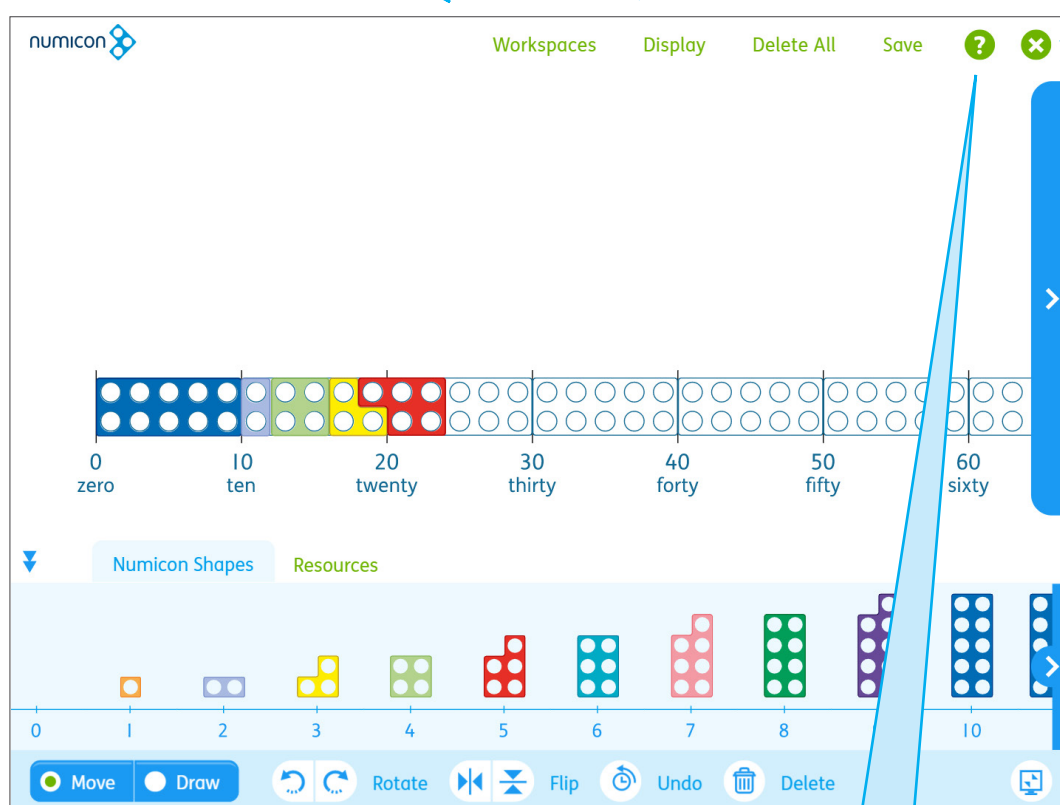 numicon
Workspaces Display Delete All Save ?
0 10 20 30 40 50 60
zero ten twenty thirty forty fifty sixty
Numicon Shapes Resources
0 1 2 3 4 5 6 7 8 10
Move Draw Rotate Flip Undo Delete